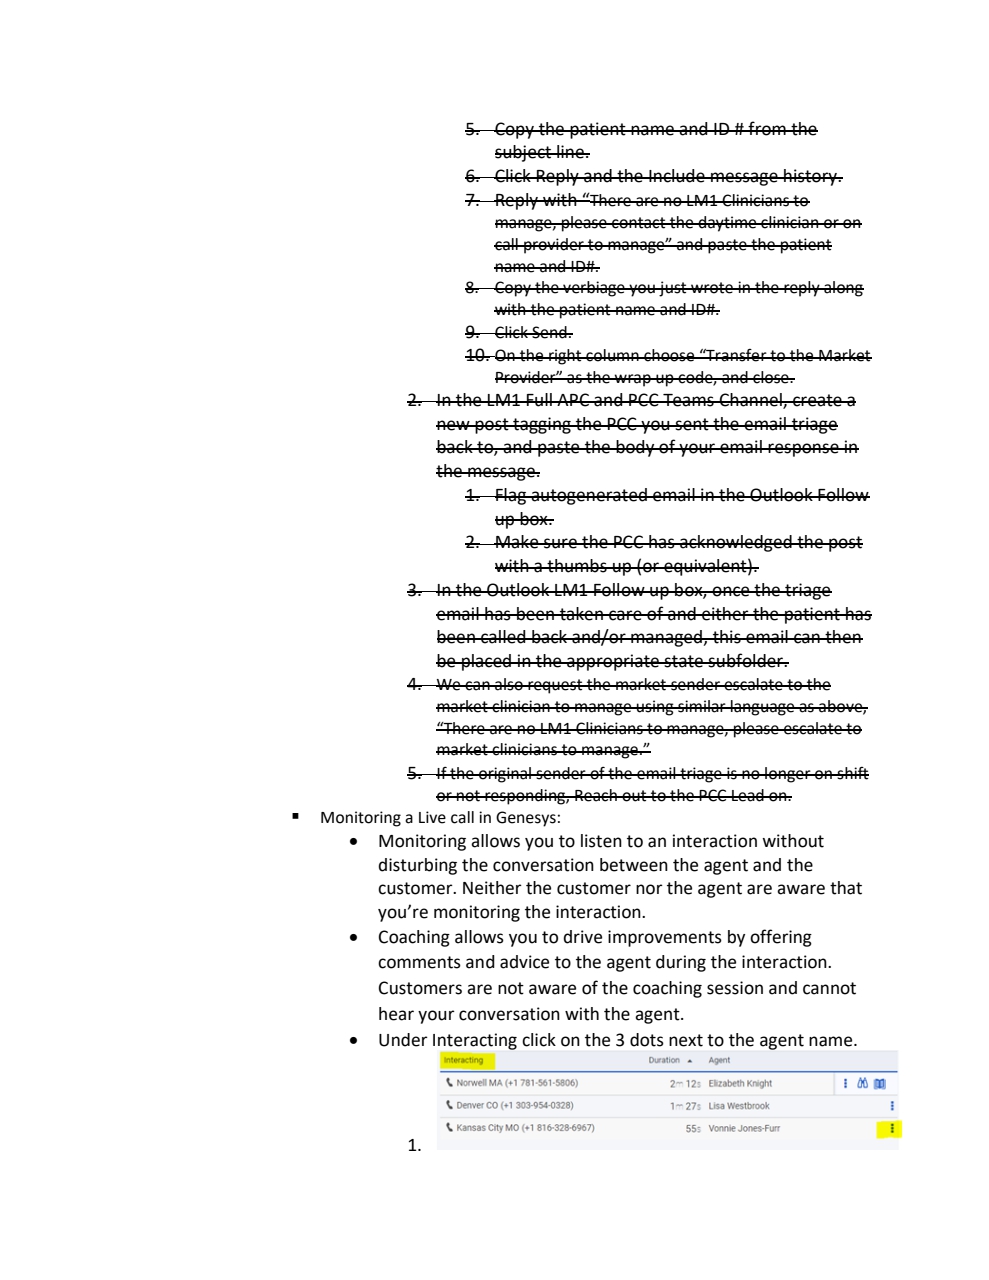 5. Copy the patient name and ID # from the
subject line.
6. Click Reply and the Include message history.
7. Reply with “There are no LM1 Clinicians to
manage, please contact the daytime clinician or on
call provider to manage” and paste the patient
name and ID#.
8. Copy the verbiage you just wrote in the reply along
with the patient name and ID#.
9. Click Send.
10. On the right column choose “Transfer to the Market
Provider” as the wrap up code, and close.
2. In the LM1 Full APC and PCC Teams Channel, create a
new post tagging the PCC you sent the email triage
back to, and paste the body of your email response in
the message.
1. Flag autogenerated email in the Outlook Follow
up box.
2. Make sure the PCC has acknowledged the post
with a thumbs up (or equivalent).
3. In the Outlook LM1 Follow up box, once the triage
email has been taken care of and either the patient has
been called back and/or managed, this email can then
be placed in the appropriate state subfolder.
4. We can also request the market sender escalate to the
market clinician to manage using similar language as above,
“There are no LM1 Clinicians to manage, please escalate to
market clinicians to manage.”
5. If the original sender of the email triage is no longer on shift
or not responding, Reach out to the PCC Lead on.
▪ Monitoring a Live call in Genesys:
• Monitoring allows you to listen to an interaction without
disturbing the conversation between the agent and the
customer. Neither the customer nor the agent are aware that
you’re monitoring the interaction.
• Coaching allows you to drive improvements by offering
comments and advice to the agent during the interaction.
Customers are not aware of the coaching session and cannot
hear your conversation with the agent.
• Under Interacting click on the 3 dots next to the agent name.
Interacting Duration Agent
Norwell MA (+1 781-561-5806) 2m 12s Elizabeth Knight
Denver CO (+1 303-954-0328) 1m 27s Lisa Westbrook
Kansas City MO (+1 816-328-6967) 55s Vonnie Jones-Furr
1.